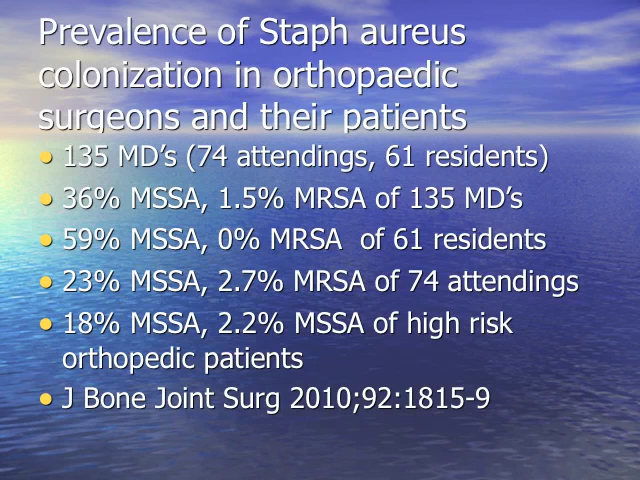 Prevalence of Staph aureus
colonization in orthopaedic
surgeons and their patients
• 135 MD's (74 attendings, 61 residents)
• 36% MSSA, 1.5% MRSA of 135 MD's
• 59% MSSA, 0% MRSA of 61 residents
• 23% MSSA, 2.7% MRSA of 74 attendings
• 18% MSSA, 2.2% MSSA of high risk
orthopedic patients
• J Bone Joint Surg 2010;92:1815-9